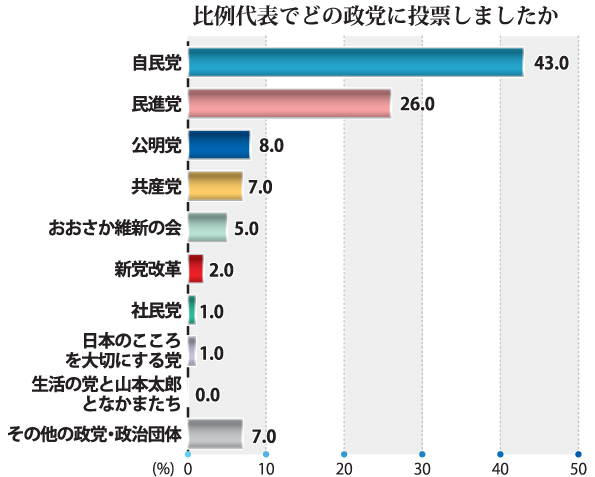 比例代表でどの政党に投票しましたか
自民党 43.0
民進党 26.0
公明党 8.0
共産党 7.0
おおさか維新の会 5.0
新党改革 2.0
社民党 1.0
日本のこころ
を大切にする党 1.0
生活の党と山本太郎
となかまたち 0.0
その他の政党・政治団体 7.0
(%) 0 10 20 30 40 50